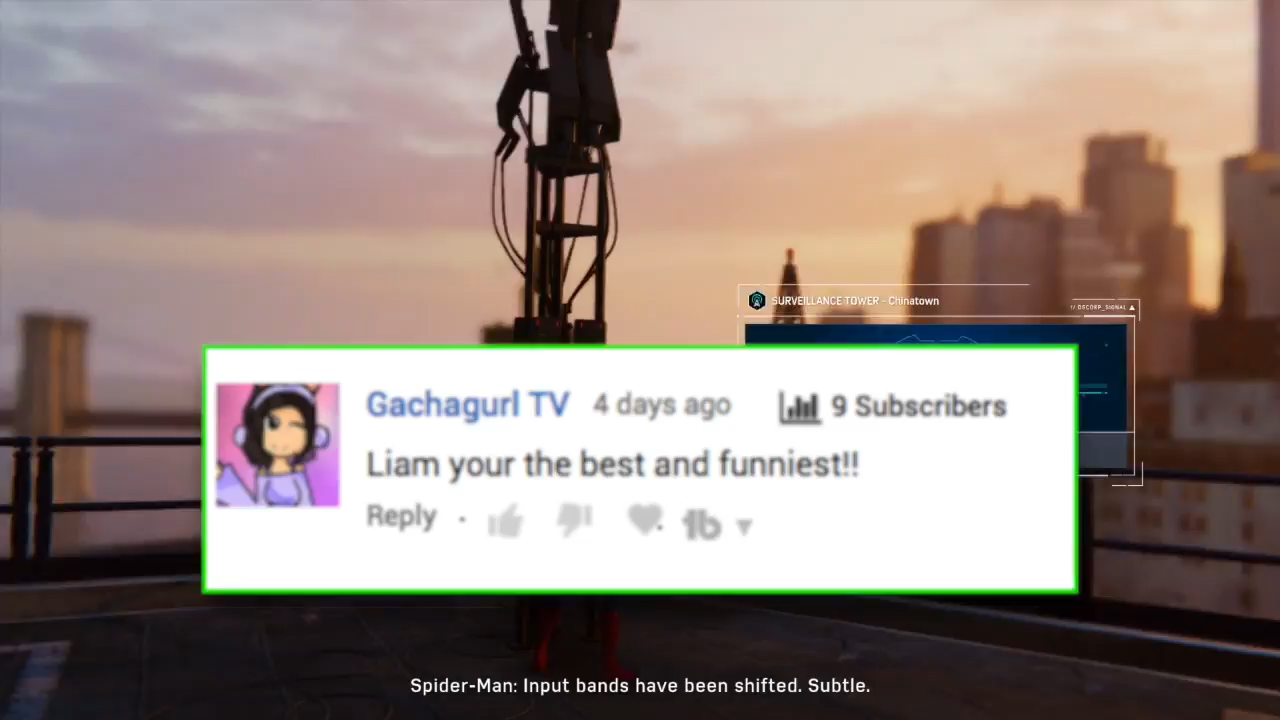 SURVEILLANCE TOWER - Chinatown
// OSCORP_SIGNAL
Gachagurl TV 4 days ago 9 Subscribers
Liam your the best and funniest!!
Reply
Spider-Man: Input bands have been shifted. Subtle.